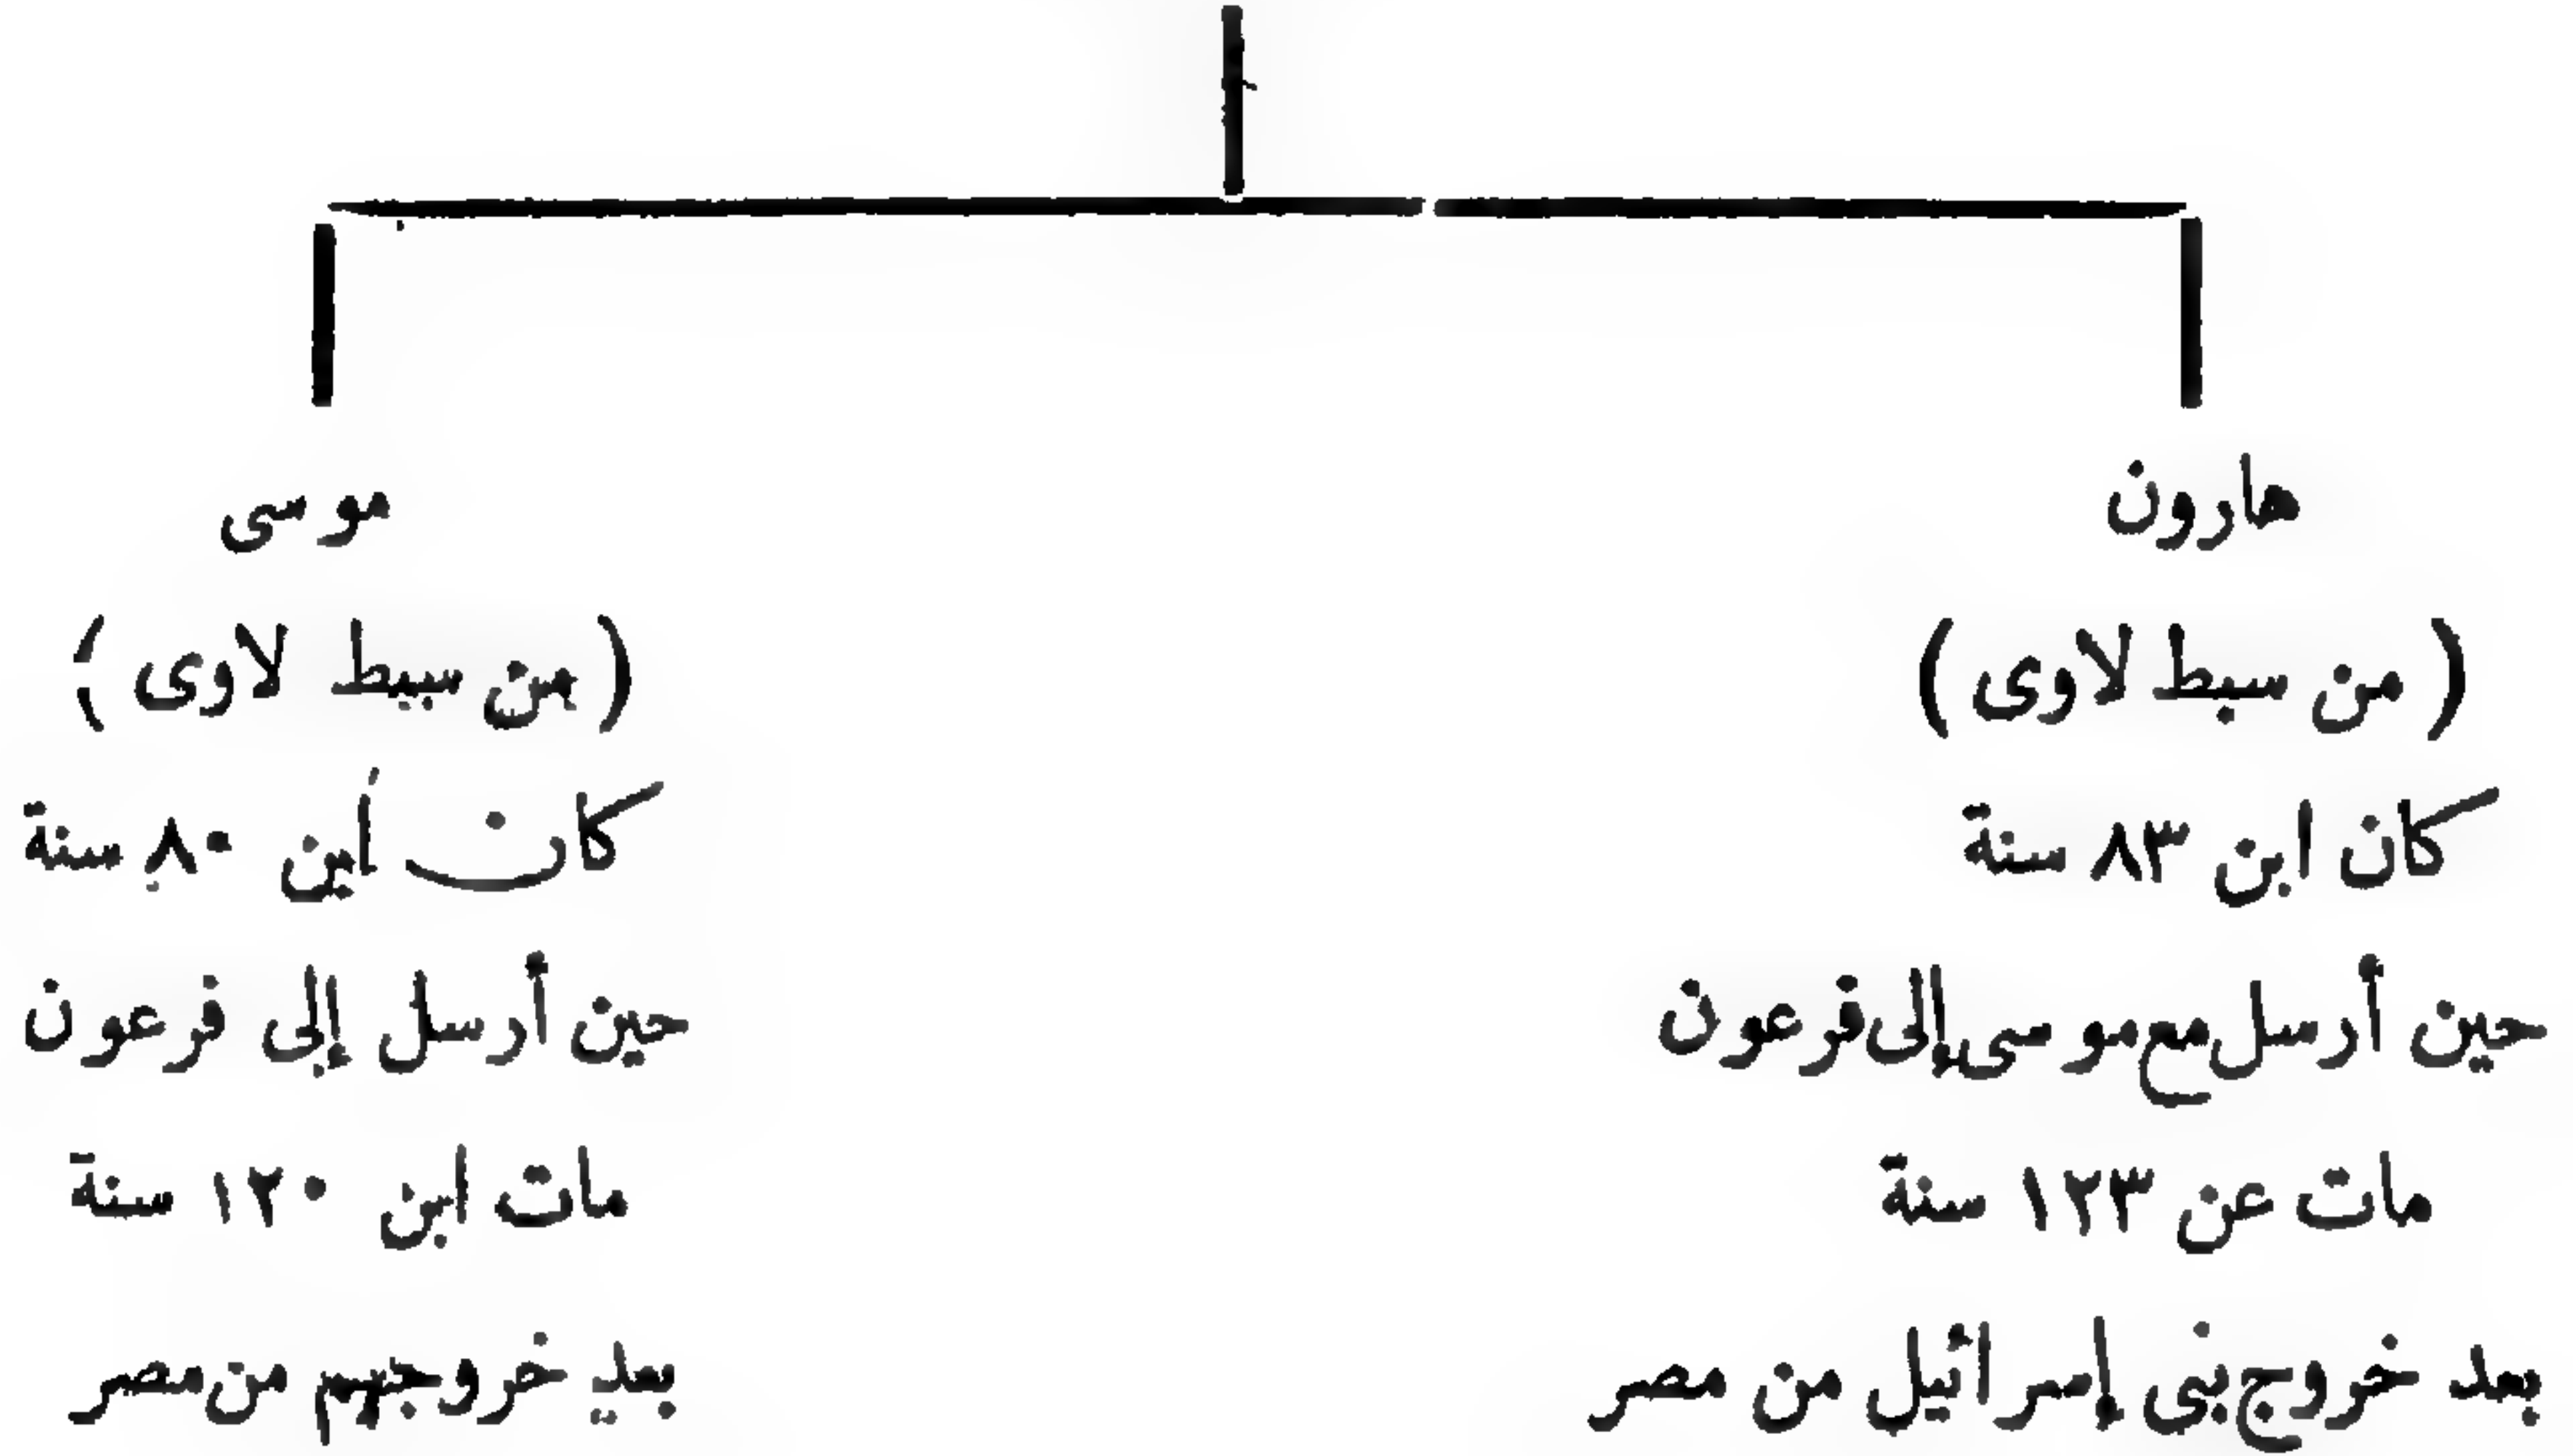 هارون
( من سبط لاوى )
كان ابن ٨٣ سنة
حين أرسل مع موسى إلى فرعون
مات عن ١٢٣ سنة
بعد خروج بنى إسرائيل من مصر
موسى
( من سبط لاوى )
كان ابن ٨٠ سنة
حين أرسل إلى فرعون
مات ابن ١٢٠ سنة
بعد خروجهم من مصر